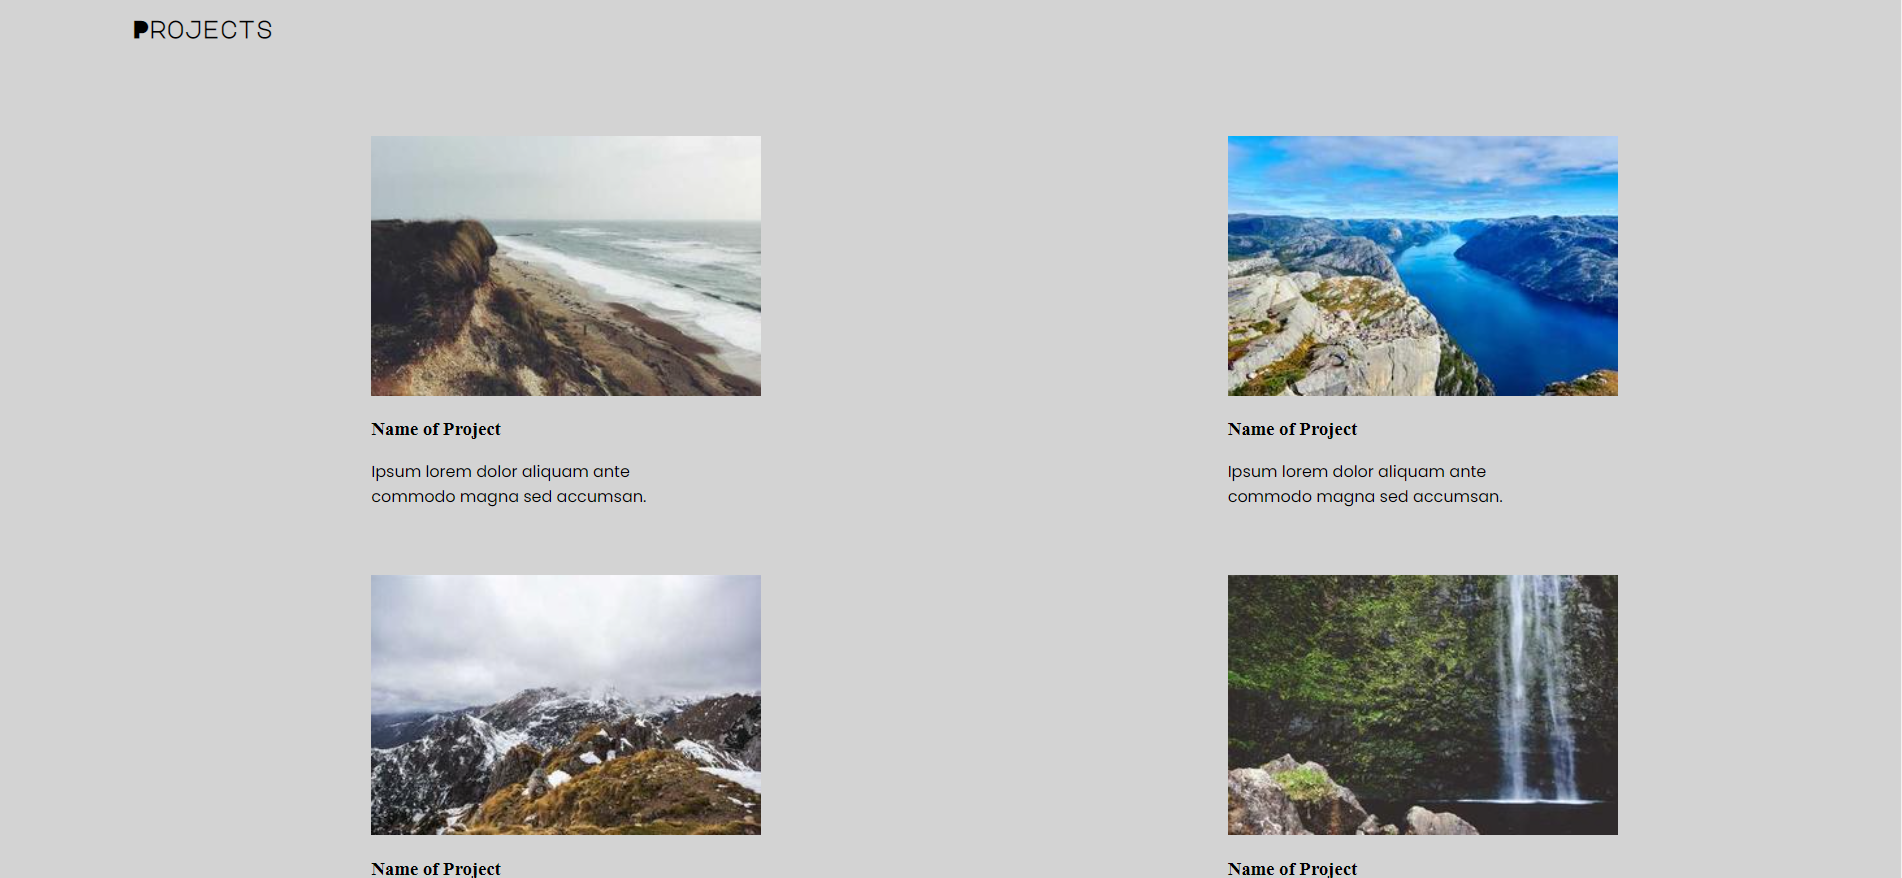 PROJECTS
Name of Project
Ipsum lorem dolor aliquam ante
commodo magna sed accumsan.
Name of Project
Ipsum lorem dolor aliquam ante
commodo magna sed accumsan.
Name of Project
Name of Project